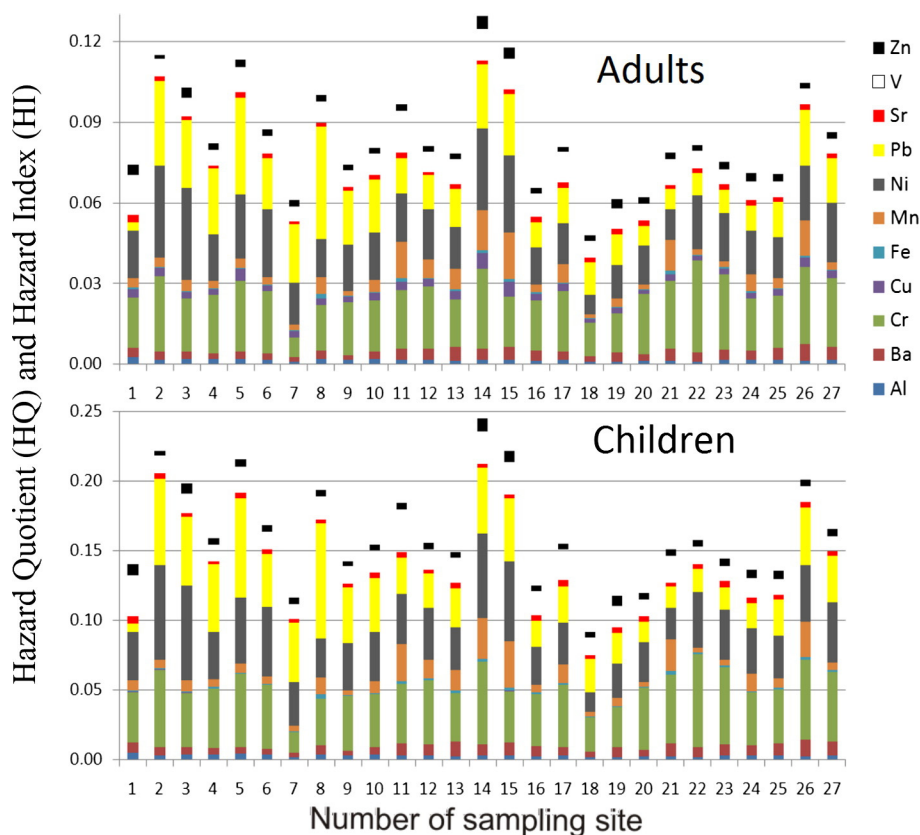 Hazard Quotient (HQ) and Hazard Index (HI)
Adults
0.12
0.09
0.06
0.03
0.00
1 2 3 4 5 6 7 8 9 10 11 12 13 14 15 16 17 18 19 20 21 22 23 24 25 26 27
Children
0.25
0.20
0.15
0.10
0.05
0.00
1 2 3 4 5 6 7 8 9 10 11 12 13 14 15 16 17 18 19 20 21 22 23 24 25 26 27
Number of sampling site
Zn
V
Sr
Pb
Ni
Mn
Fe
Cu
Cr
Ba
Al